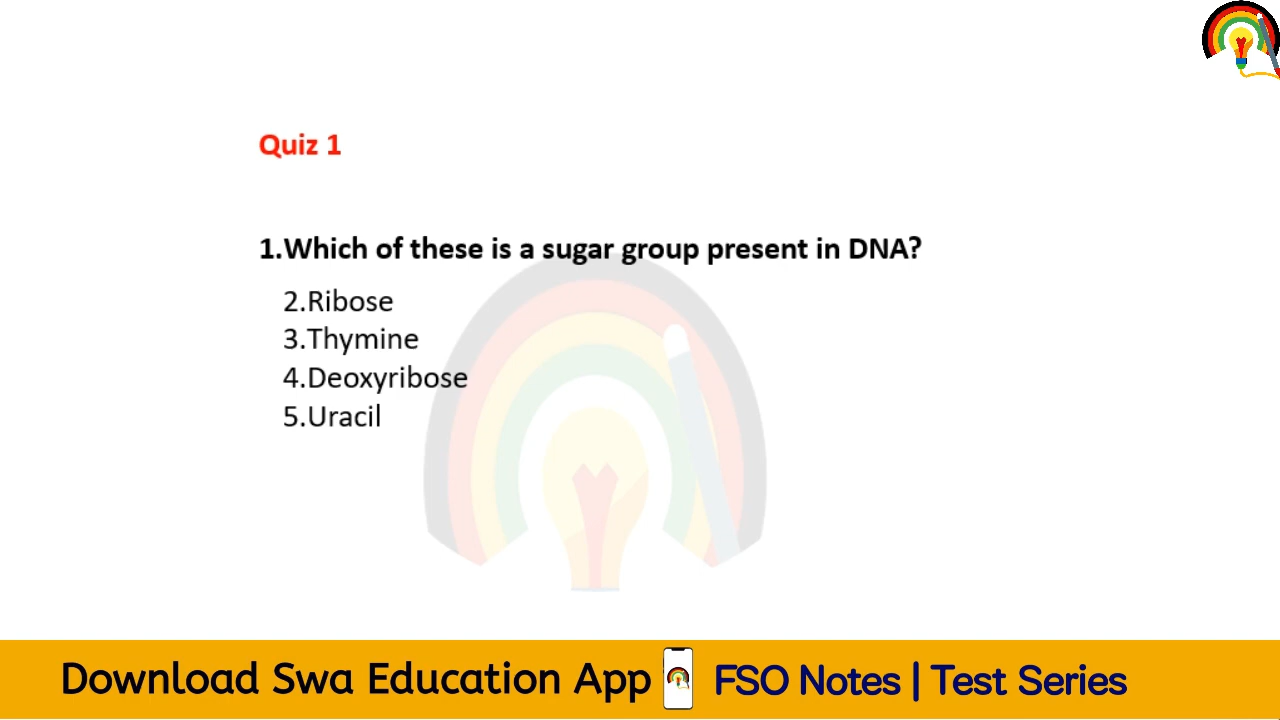 Quiz 1
1.Which of these is a sugar group present in DNA?
2.Ribose
3.Thymine
4.Deoxyribose
5.Uracil
Download Swa Education App FSO Notes | Test Series